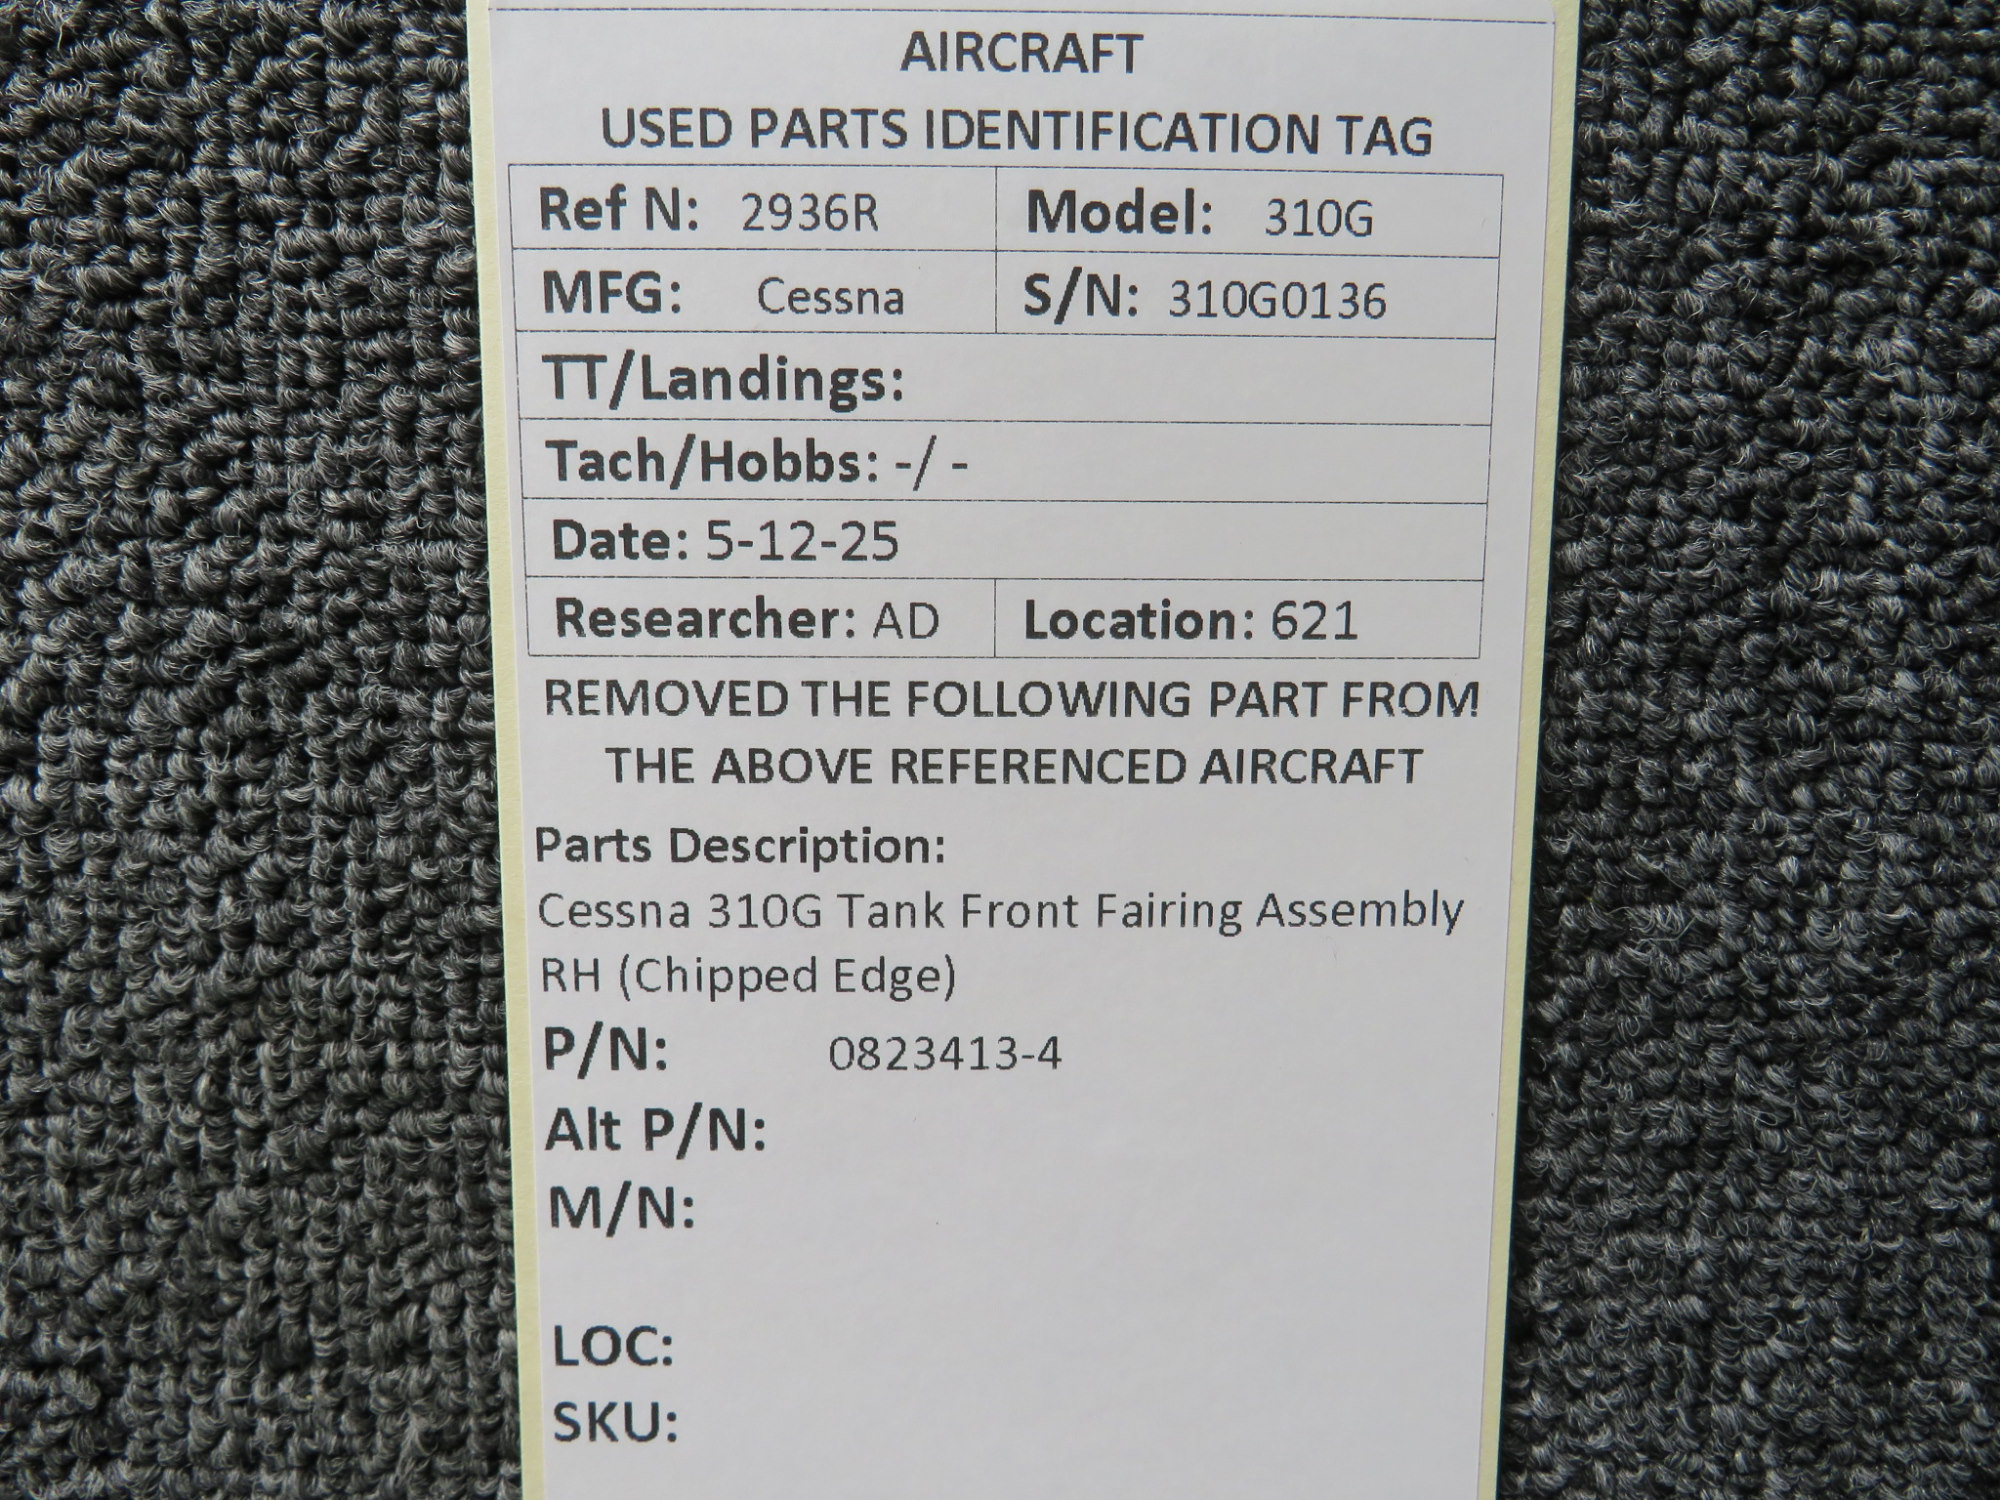 AIRCRAFT
USED PARTS IDENTIFICATION TAG
Ref N: 2936R Model: 310G
MFG: Cessna S/N: 310G0136
TT/Landings:
Tach/Hobbs: -/ -
Date: 5-12-25
Researcher: AD Location: 621
REMOVED THE FOLLOWING PART FROM
THE ABOVE REFERENCED AIRCRAFT
Parts Description:
Cessna 310G Tank Front Fairing Assembly
RH (Chipped Edge)
P/N: 0823413-4
Alt P/N:
M/N:
LOC:
SKU: